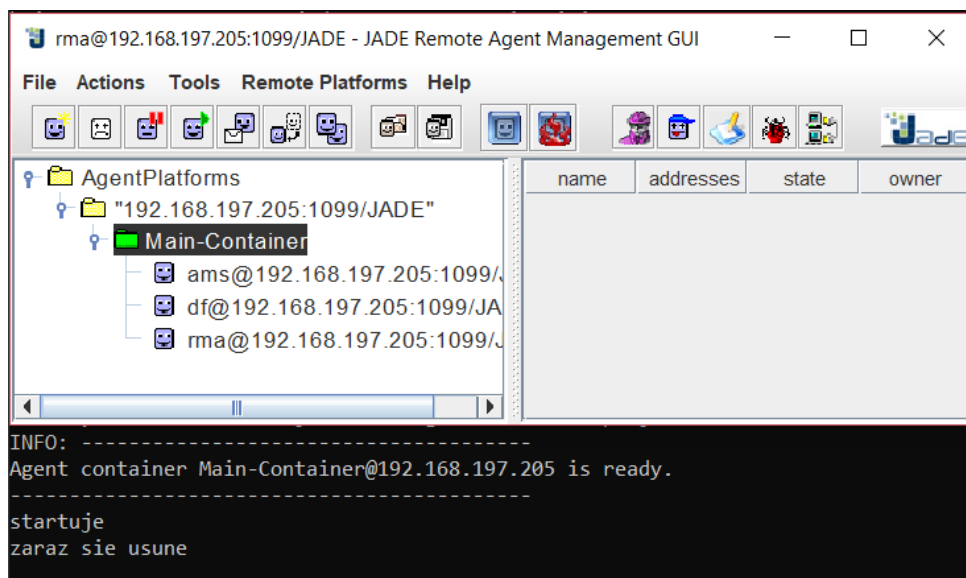 rma@192.168.197.205:1099/JADE - JADE Remote Agent Management GUI
File Actions Tools Remote Platforms Help
Jade
AgentPlatforms
"192.168.197.205:1099/JADE"
Main-Container
ams@192.168.197.205:1099/
df@192.168.197.205:1099/JA
rma@192.168.197.205:1099/J
name addresses state owner
INFO: --------------------------------------
Agent container Main-Container@192.168.197.205 is ready.
--------------------------------------------
startuje
zaraz sie usune